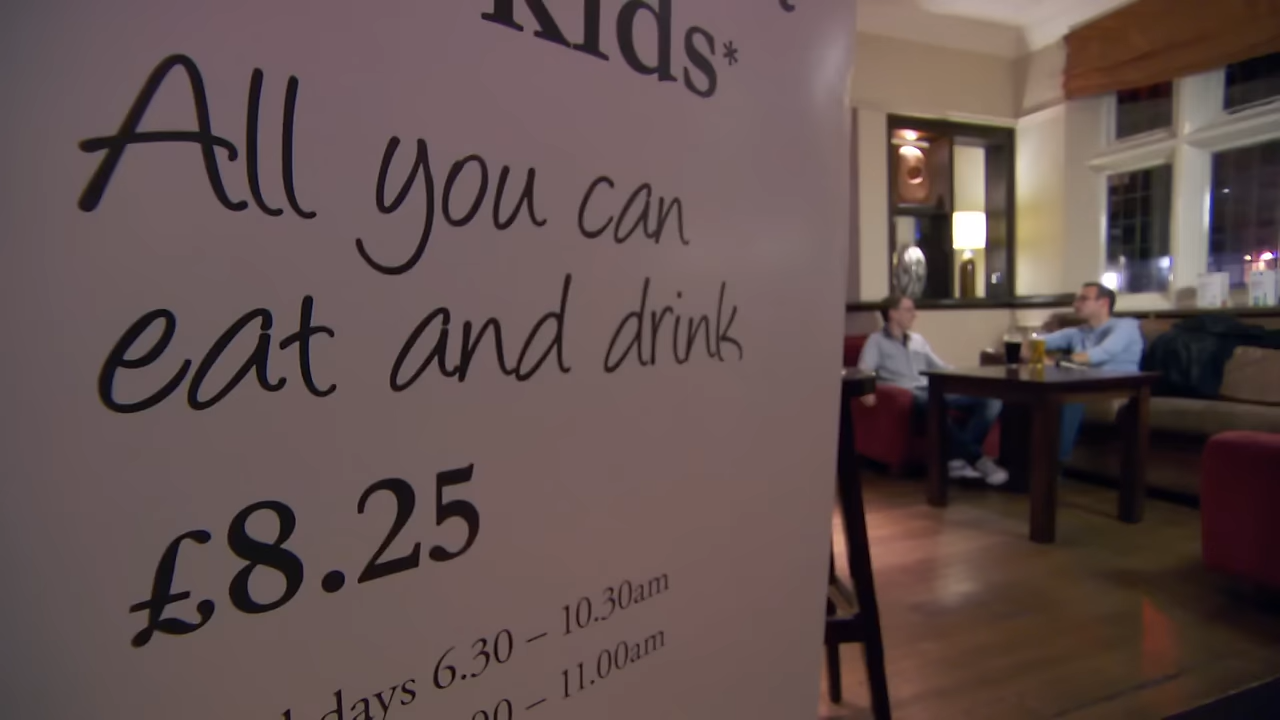 kids*
All you can
eat and drink
£8.25
days 6.30 – 10.30am
– 11.00am